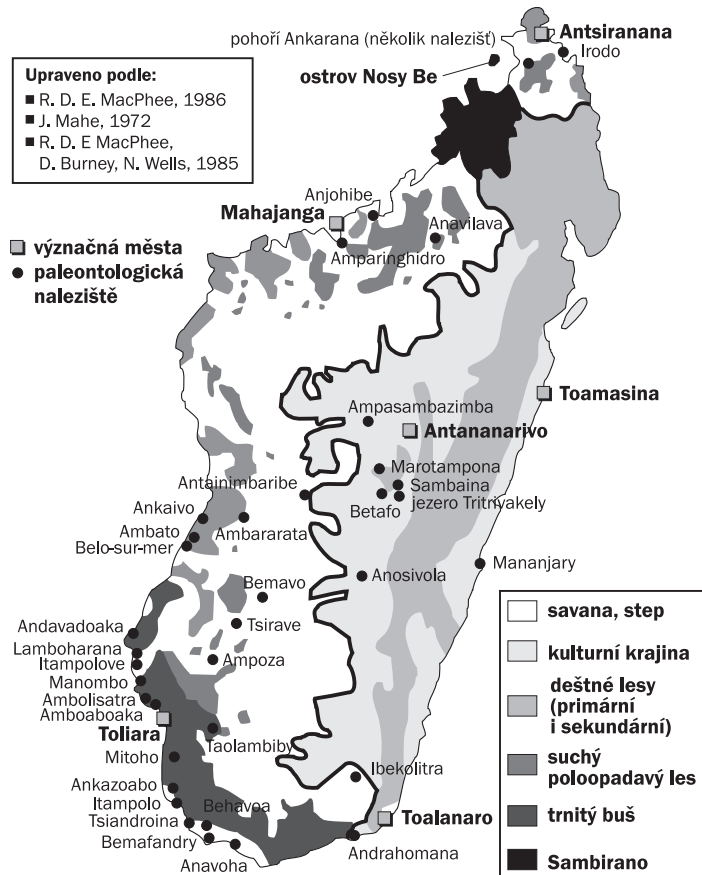 Antsiranana
pohoří Ankarana (několik nalezišť)
Irodo
ostrov Nosy Be
Upraveno podle:
■ R. D. E. MacPhee, 1986
■ J. Mahe, 1972
■ R. D. E MacPhee,
D. Burney, N. Wells, 1985
Anjohibe
Mahajanga
Anavilava
Amparinghidro
význačná města
paleontologická
naleziště
Toamasina
Ampasambazimba
Antananarivo
Marotampona
Sambaina
jezero Tritrivakely
Betafo
Antainimbaribe
Ankaivo
Ambato
Ambararata
Belo-sur-mer
Mananjary
Anosivola
Bemavo
Tsirave
Andavadoaka
Lamboharana
Itampolove
Ampoza
Manombo
Ambolisatra
Amboaboaka
Toliara
Taolambiby
Mitoho
Ibekolitra
Ankazoabo
Itampolo
Behavoa
Tsiandroina
Toalanaro
Bemafandry
Andrahomana
Anavoha
savana, step
kulturní krajina
deštné lesy
(primární
i sekundární)
suchý
poloopadavý les
trnitý buš
Sambirano